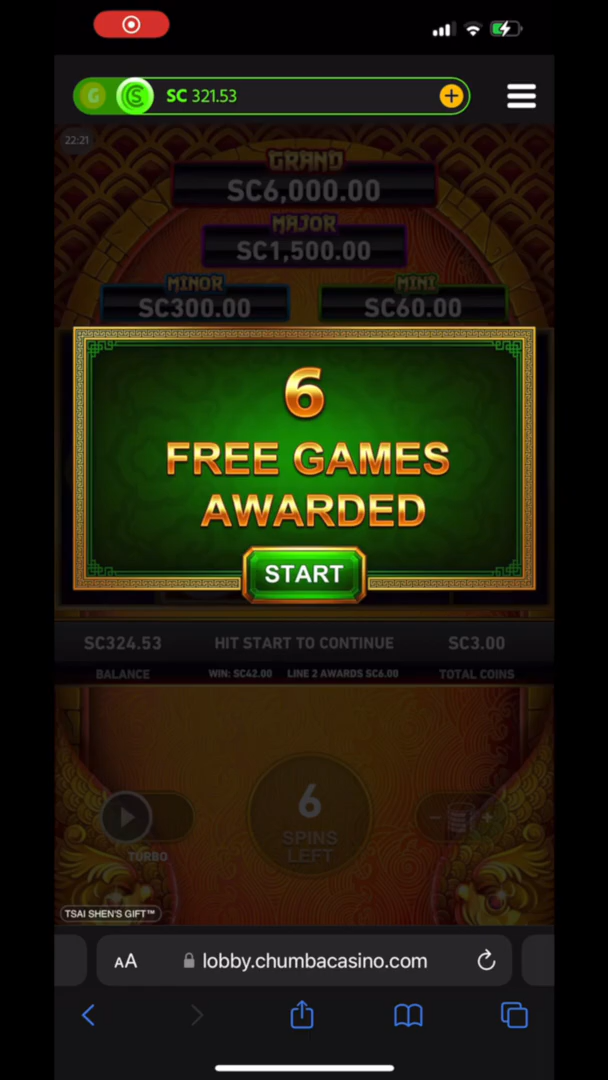 G S SC 321.53 +
22:21
GRAND
SC6,000.00
MAJOR
SC1,500.00
MINOR MINI
SC300.00 SC60.00
6
FREE GAMES
AWARDED
START
SC324.53 HIT START TO CONTINUE SC3.00
BALANCE WIN: SC42.00 LINE 2 AWARDS SC6.00 TOTAL COINS
6
SPINS
LEFT
- +
TURBO
TSAI SHEN'S GIFT™
AA lobby.chumbacasino.com